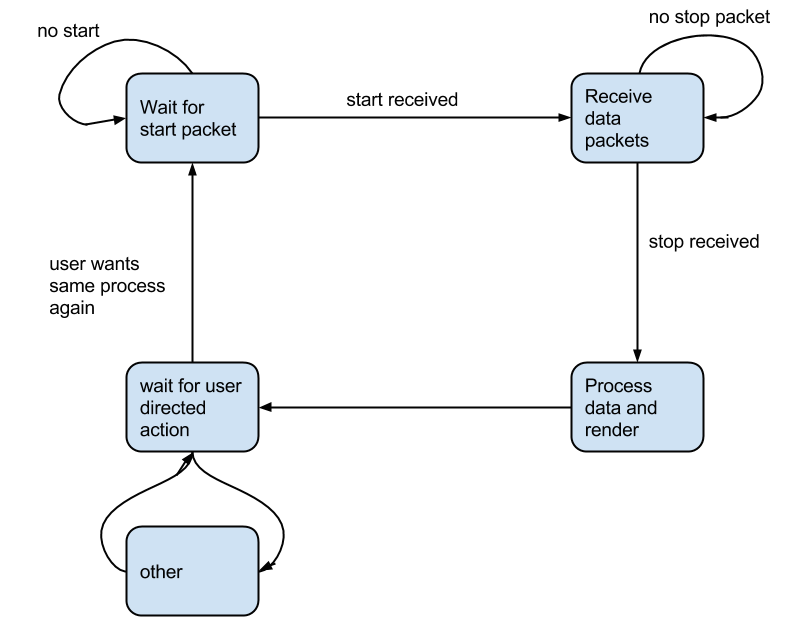 no start
no stop packet
Wait for
start packet
start received
Receive
data
packets
stop received
user wants
same process
again
wait for user
directed
action
Process
data and
render
other